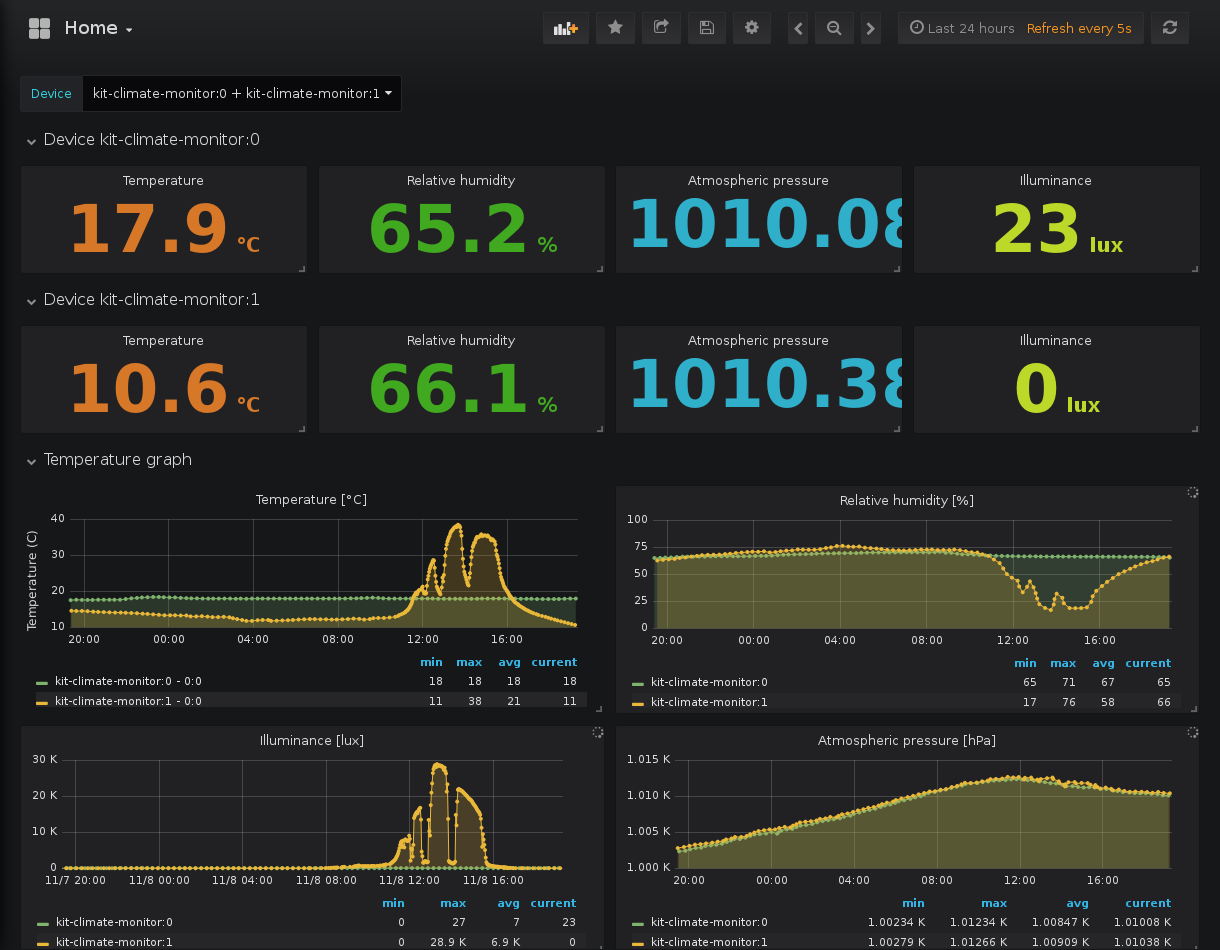 Home
Last 24 hours Refresh every 5s
Device kit-climate-monitor:0 + kit-climate-monitor:1
Device kit-climate-monitor:0
Temperature Relative humidity Atmospheric pressure Illuminance
17.9 °C 65.2 % 1010.08 23 lux
Device kit-climate-monitor:1
Temperature Relative humidity Atmospheric pressure Illuminance
10.6 °C 66.1 % 1010.38 0 lux
Temperature graph
Temperature [°C]
Temperature (C)
40
30
20
10
20:00 00:00 04:00 08:00 12:00 16:00
min max avg current
kit-climate-monitor:0 - 0:0 18 18 18 18
kit-climate-monitor:1 - 0:0 11 38 21 11
Relative humidity [%]
100
75
50
25
0
20:00 00:00 04:00 08:00 12:00 16:00
min max avg current
kit-climate-monitor:0 65 71 67 65
kit-climate-monitor:1 17 76 58 66
Illuminance [lux]
30 K
20 K
10 K
0
11/7 20:00 11/8 00:00 11/8 04:00 11/8 08:00 11/8 12:00 11/8 16:00
min max avg current
kit-climate-monitor:0 0 27 7 23
kit-climate-monitor:1 0 28.9 K 6.9 K 0
Atmospheric pressure [hPa]
1.015 K
1.010 K
1.005 K
1.000 K
20:00 00:00 04:00 08:00 12:00 16:00
min max avg current
kit-climate-monitor:0 1.00234 K 1.01234 K 1.00847 K 1.01008 K
kit-climate-monitor:1 1.00279 K 1.01266 K 1.00909 K 1.01038 K